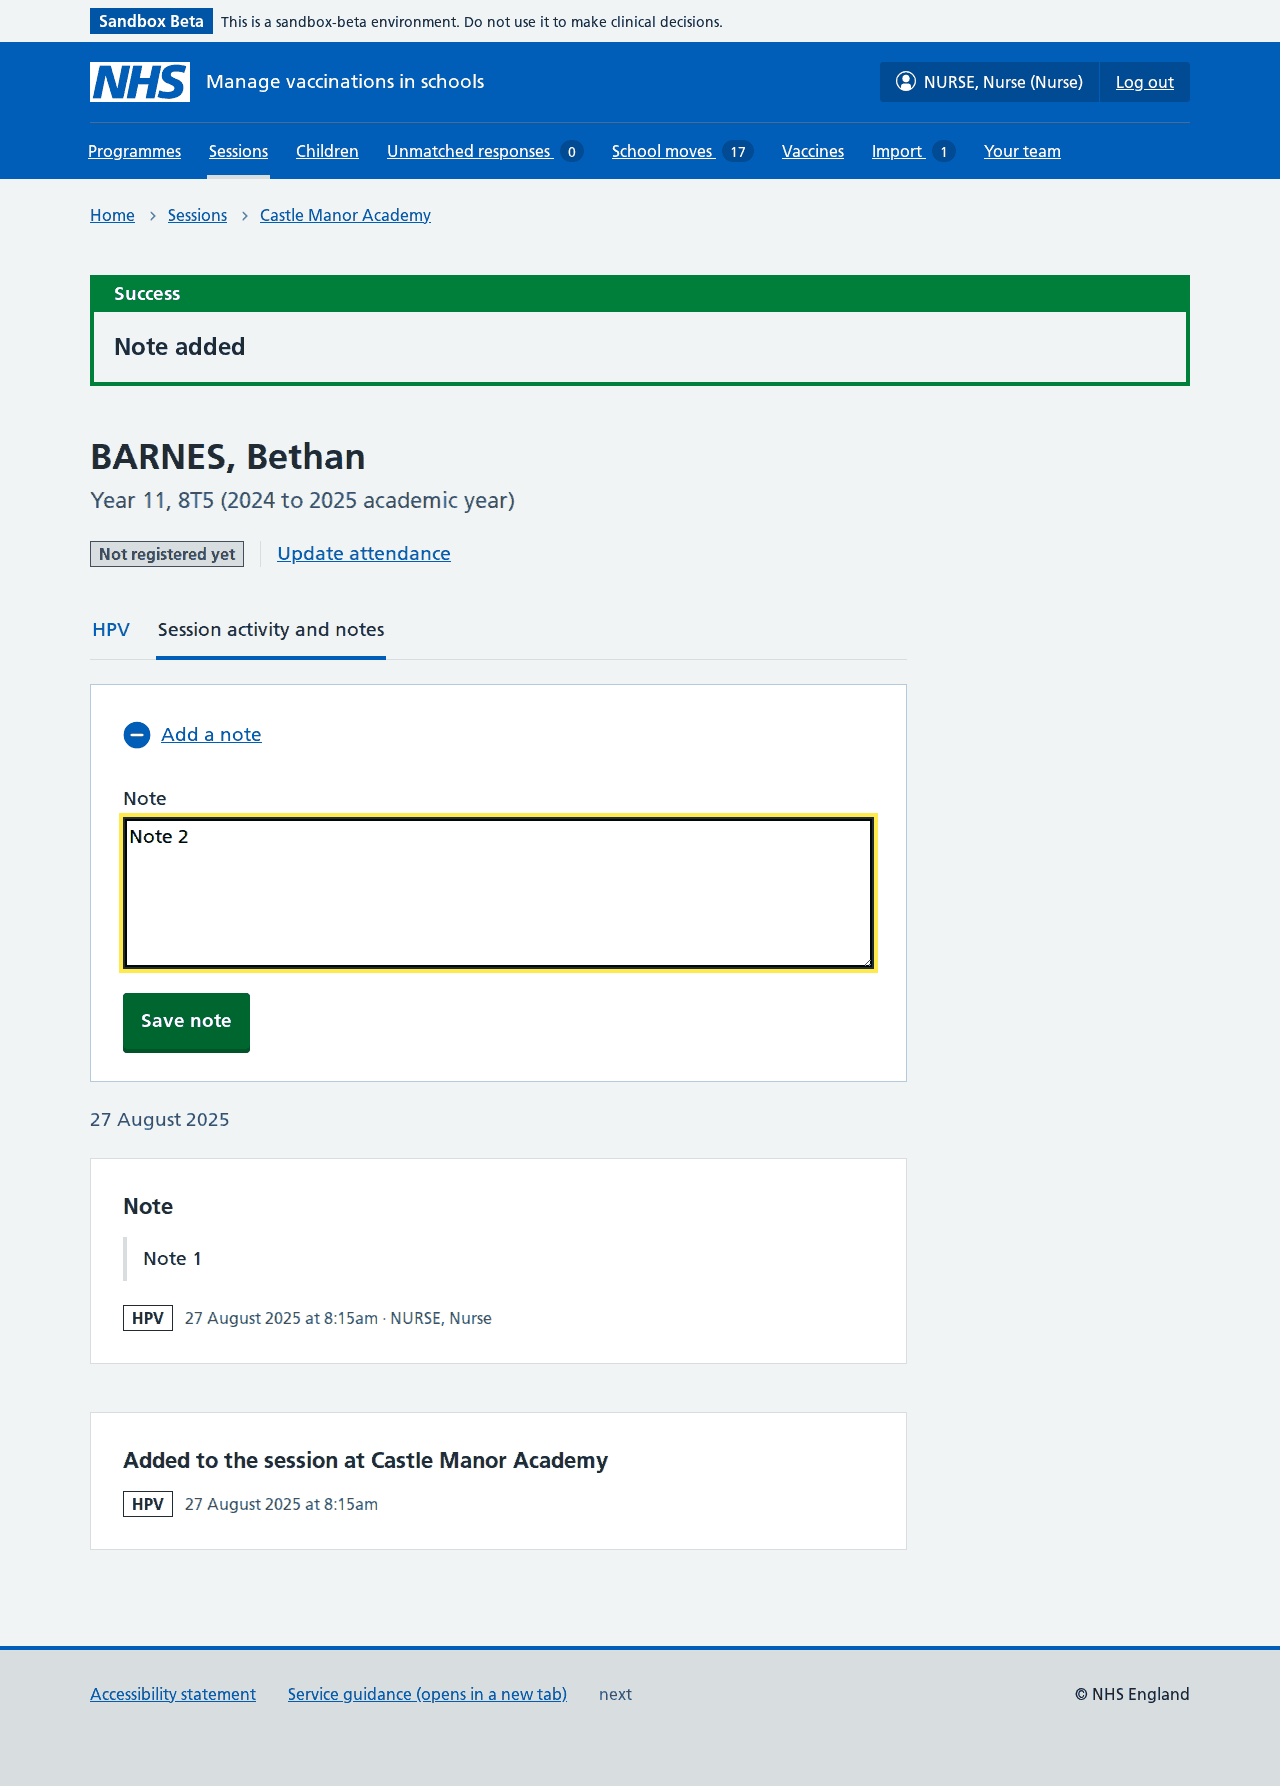 Sandbox Beta This is a sandbox-beta environment. Do not use it to make clinical decisions.
NHS Manage vaccinations in schools NURSE, Nurse (Nurse) Log out
Programmes Sessions Children Unmatched responses 0 School moves 17 Vaccines Import 1 Your team
Home Sessions Castle Manor Academy
Success
Note added
BARNES, Bethan
Year 11, 8T5 (2024 to 2025 academic year)
Not registered yet Update attendance
HPV Session activity and notes
Add a note
Note
Note 2
Save note
27 August 2025
Note
Note 1
HPV 27 August 2025 at 8:15am · NURSE, Nurse
Added to the session at Castle Manor Academy
HPV 27 August 2025 at 8:15am
Accessibility statement Service guidance (opens in a new tab) next © NHS England